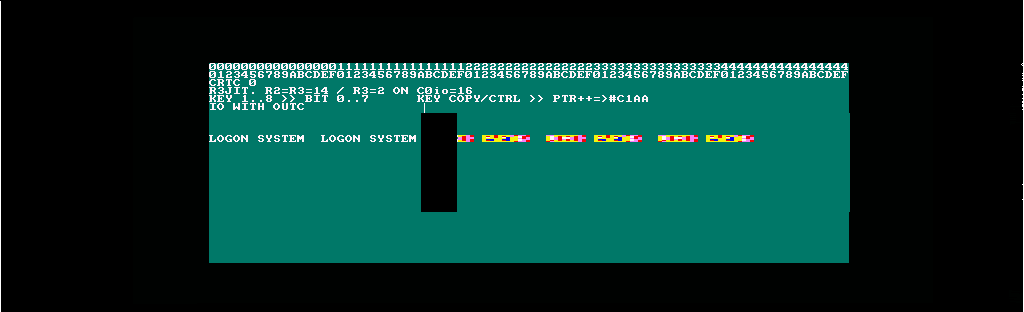 00000000000000001111111111111111222222222222222233333333333333334444444444444444
0123456789ABCDEF0123456789ABCDEF0123456789ABCDEF0123456789ABCDEF0123456789ABCDEF
CRTC 0
R3JIT. R2=R3=14 / R3=2 ON C0io=16
KEY 1..8 >> BIT 0..7      KEY COPY/CTRL >> PTR++=>#C1AA
IO WITH OUTC
LOGON SYSTEM  LOGON SYSTEM